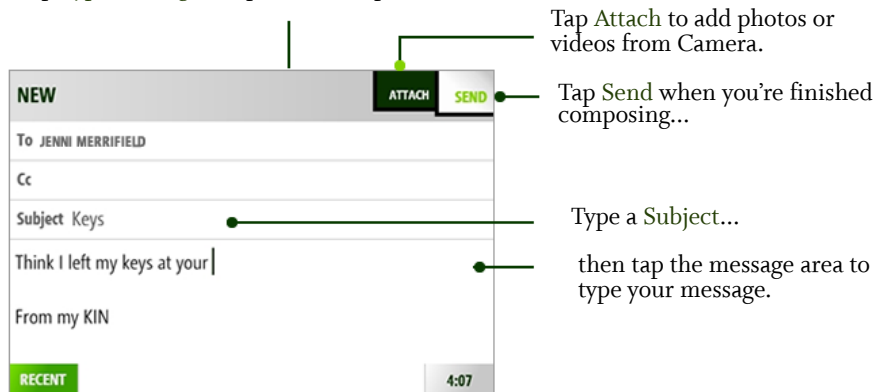 Tap Attach to add photos or
videos from Camera.
NEW
ATTACH
SEND
Tap Send when you're finished
composing...
To JENNI MERRIFIELD
Cc
Subject Keys
Type a Subject...
Think I left my keys at your
then tap the message area to
type your message.
From my KIN
RECENT
4:07